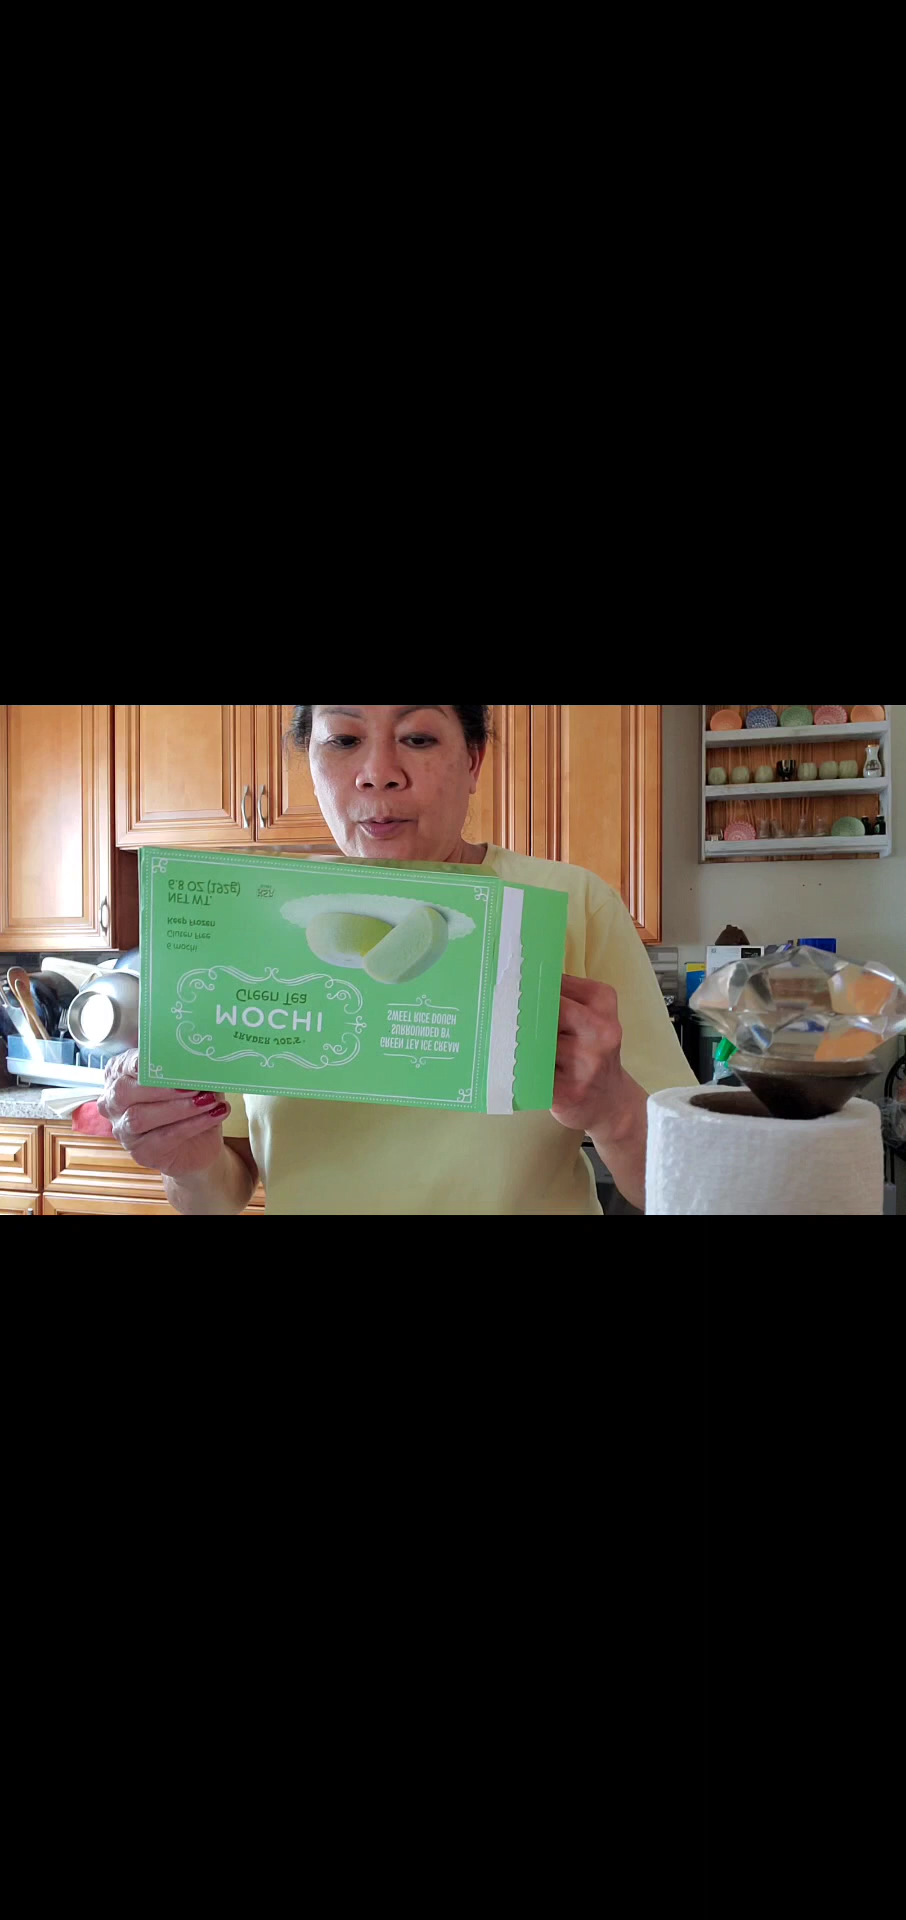 TRADER JOE'S
MOCHI
Green Tea
GREEN TEA ICE CREAM
SURROUNDED BY
SWEET RICE DOUGH
6 mochi
Gluten Free
Keep Frozen
NET WT.
6.8 OZ (192g)